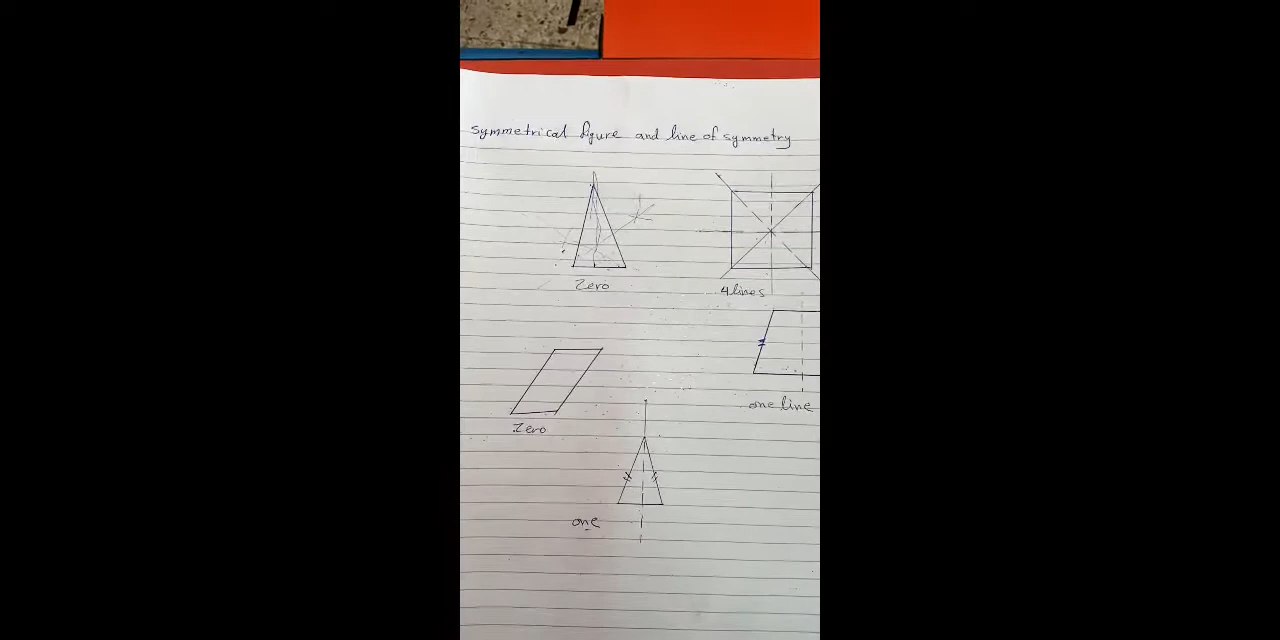 symmetrical figure and line of symmetry
Zero
4 lines
Zero
one line
one